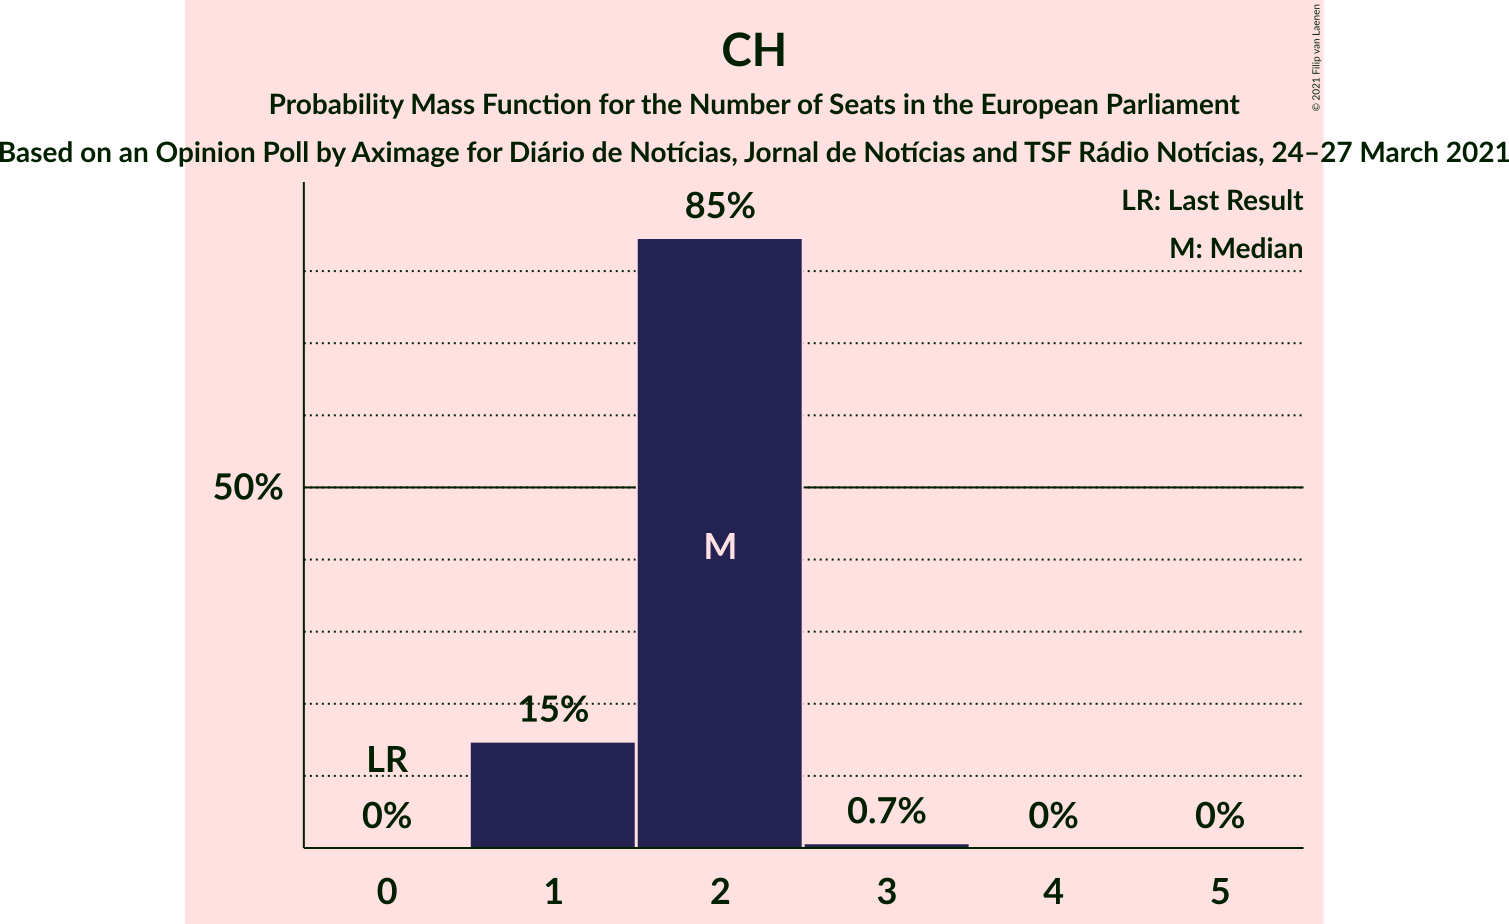 CH
Probability Mass Function for the Number of Seats in the European Parliament
Based on an Opinion Poll by Aximage for Diário de Notícias, Jornal de Notícias and TSF Rádio Notícias, 24–27 March 2021
© 2021 Filip van Laenen
LR: Last Result
M: Median
85%
50%
M
15%
LR
0%
0.7%
0%
0%
0 1 2 3 4 5